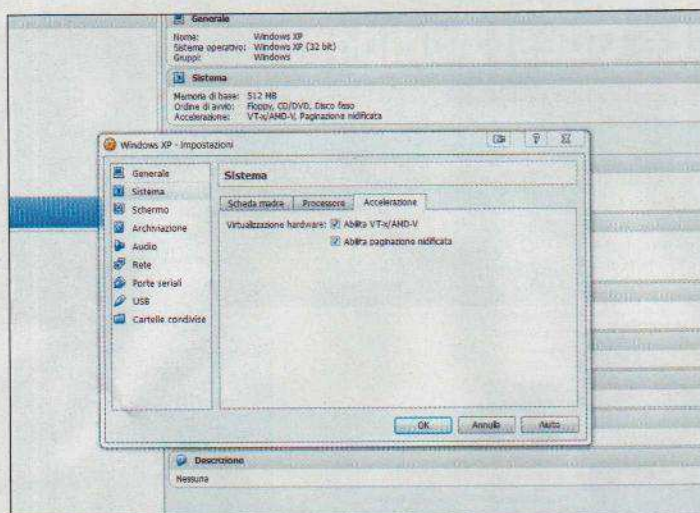 Generale
Nome: Windows XP
Sistema operativo: Windows XP (32 bit)
Gruppi: Windows
Sistema
Memoria di base: 512 MB
Ordine di avvio: Floppy, CD/DVD, Disco fisso
Accelerazione: VT-x/AMD-V, Paginazione nidificata
Windows XP - Impostazioni
Generale
Sistema
Schermo
Archiviazione
Audio
Rete
Porte seriali
USB
Cartelle condivise
Sistema
Scheda madre Processore Accelerazione
Virtualizzazione hardware: Abilita VT-x/AMD-V
Abilita paginazione nidificata
OK Annulla Aiuto
Descrizione
Nessuna